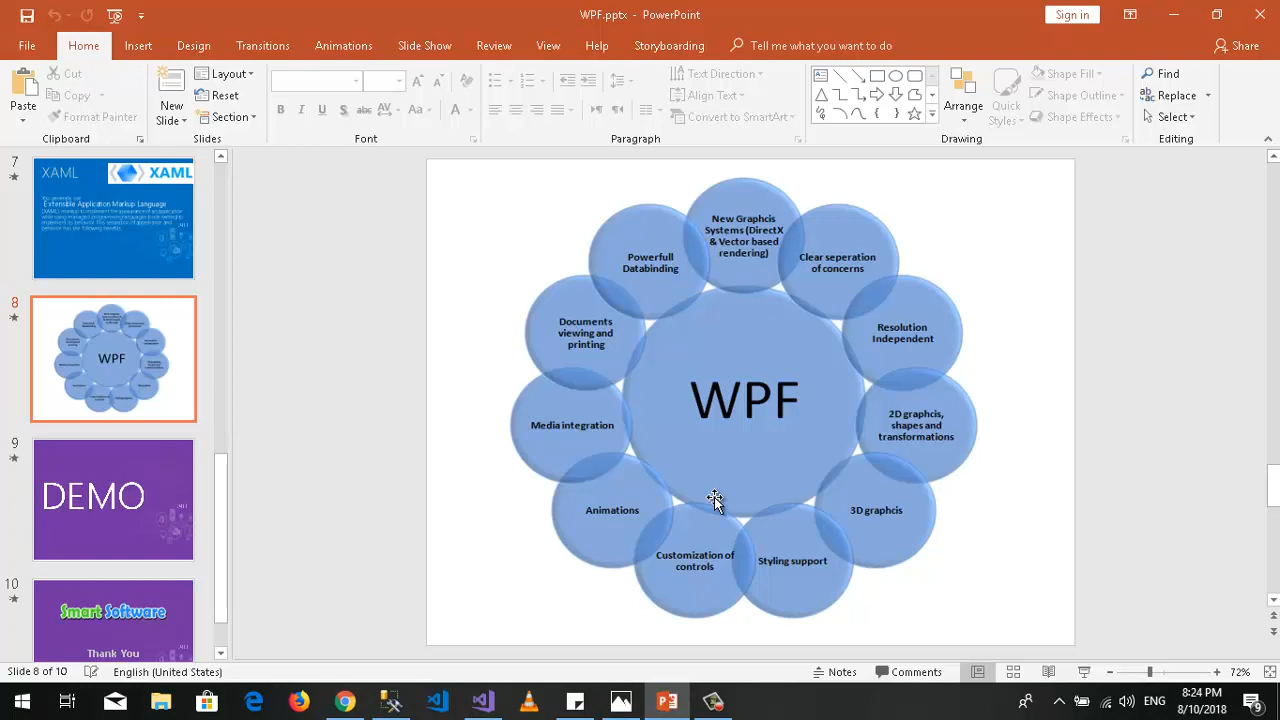 WPF.pptx - PowerPoint
Sign in
File Home Insert Design Transitions Animations Slide Show Review View Help Storyboarding Tell me what you want to do Share
Paste
Cut
Copy
Format Painter
Clipboard
New Slide
Layout
Reset
Section
Slides
B I U S abc AV Aa A
Font
Text Direction
Align Text
Convert to SmartArt
Paragraph
Arrange
Quick Styles
Shape Fill
Shape Outline
Shape Effects
Drawing
Find
Replace
Select
Editing
7
XAML
XAML
Extensible Application Markup Language
8
WPF
9
DEMO
10
Smart Software
Thank You
New Graphcis
Systems (DirectX
& Vector based
rendering)
Clear seperation
of concerns
Resolution
Independent
2D graphcis,
shapes and
transformations
3D graphcis
Styling support
Customization of
controls
Animations
Media integration
Documents
viewing and
printing
Powerfull
Databinding
WPF
Slide 8 of 10 English (United States) Notes Comments 72%
ENG
8:24 PM
8/10/2018
9